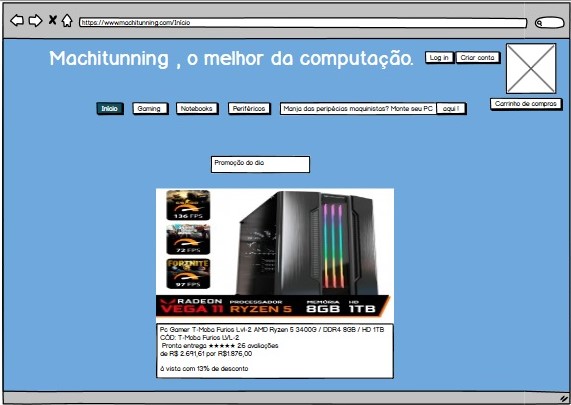 https://www.machitunning.com/Início
Machitunning , o melhor da computação.
Log in
Criar conta
Carrinho de compras
Início
Gaming
Notebooks
Periféricos
Manja das peripécias maquinistas? Monte seu PC
aqui !
Promoção do dia
136 FPS
72 FPS
FORTNITE
97 FPS
RADEON
VEGA 11
PROCESSADOR
RYZEN 5
MEMÓRIA
8GB
HD
1TB
Pc Gamer T-Moba Furios Lvl-2 AMD Ryzen 5 3400G / DDR4 8GB / HD 1TB
CÓD: T-Moba Furios LVL-2
Pronta entrega ★★★★★ 26 avaliações
de R$ 2.691,61 por R$1.876,00
á vista com 13% de desconto